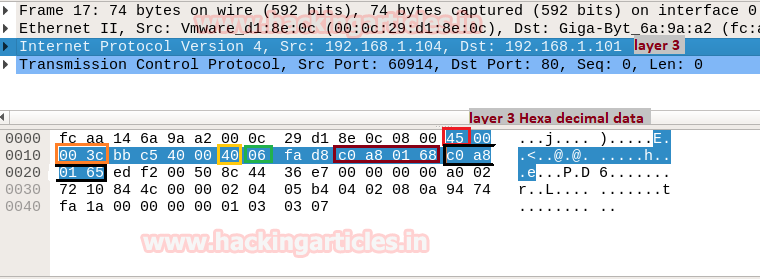 www.hackingarticles.in
Frame 17: 74 bytes on wire (592 bits), 74 bytes captured (592 bits) on interface 0
Ethernet II, Src: Vmware_d1:8e:0c (00:0c:29:d1:8e:0c), Dst: Giga-Byt_6a:9a:a2 (fc:a
Internet Protocol Version 4, Src: 192.168.1.104, Dst: 192.168.1.101 layer 3
Transmission Control Protocol, Src Port: 60914, Dst Port: 80, Seq: 0, Len: 0
layer 3 Hexa decimal data
0000 fc aa 14 6a 9a a2 00 0c 29 d1 8e 0c 08 00 45 00 ...j.... ).....E.
0010 00 3c bb c5 40 00 40 06 fa d8 c0 a8 01 68 c0 a8 .<..@.@. .....h..
0020 01 65 ed f2 00 50 8c 44 36 e7 00 00 00 00 a0 02 .e...P.D 6.......
0030 72 10 84 4c 00 00 02 04 05 b4 04 02 08 0a 94 74 r..L.... .......t
0040 fa 1a 00 00 00 00 01 03 03 07 ........ ..
www.hackingarticles.in